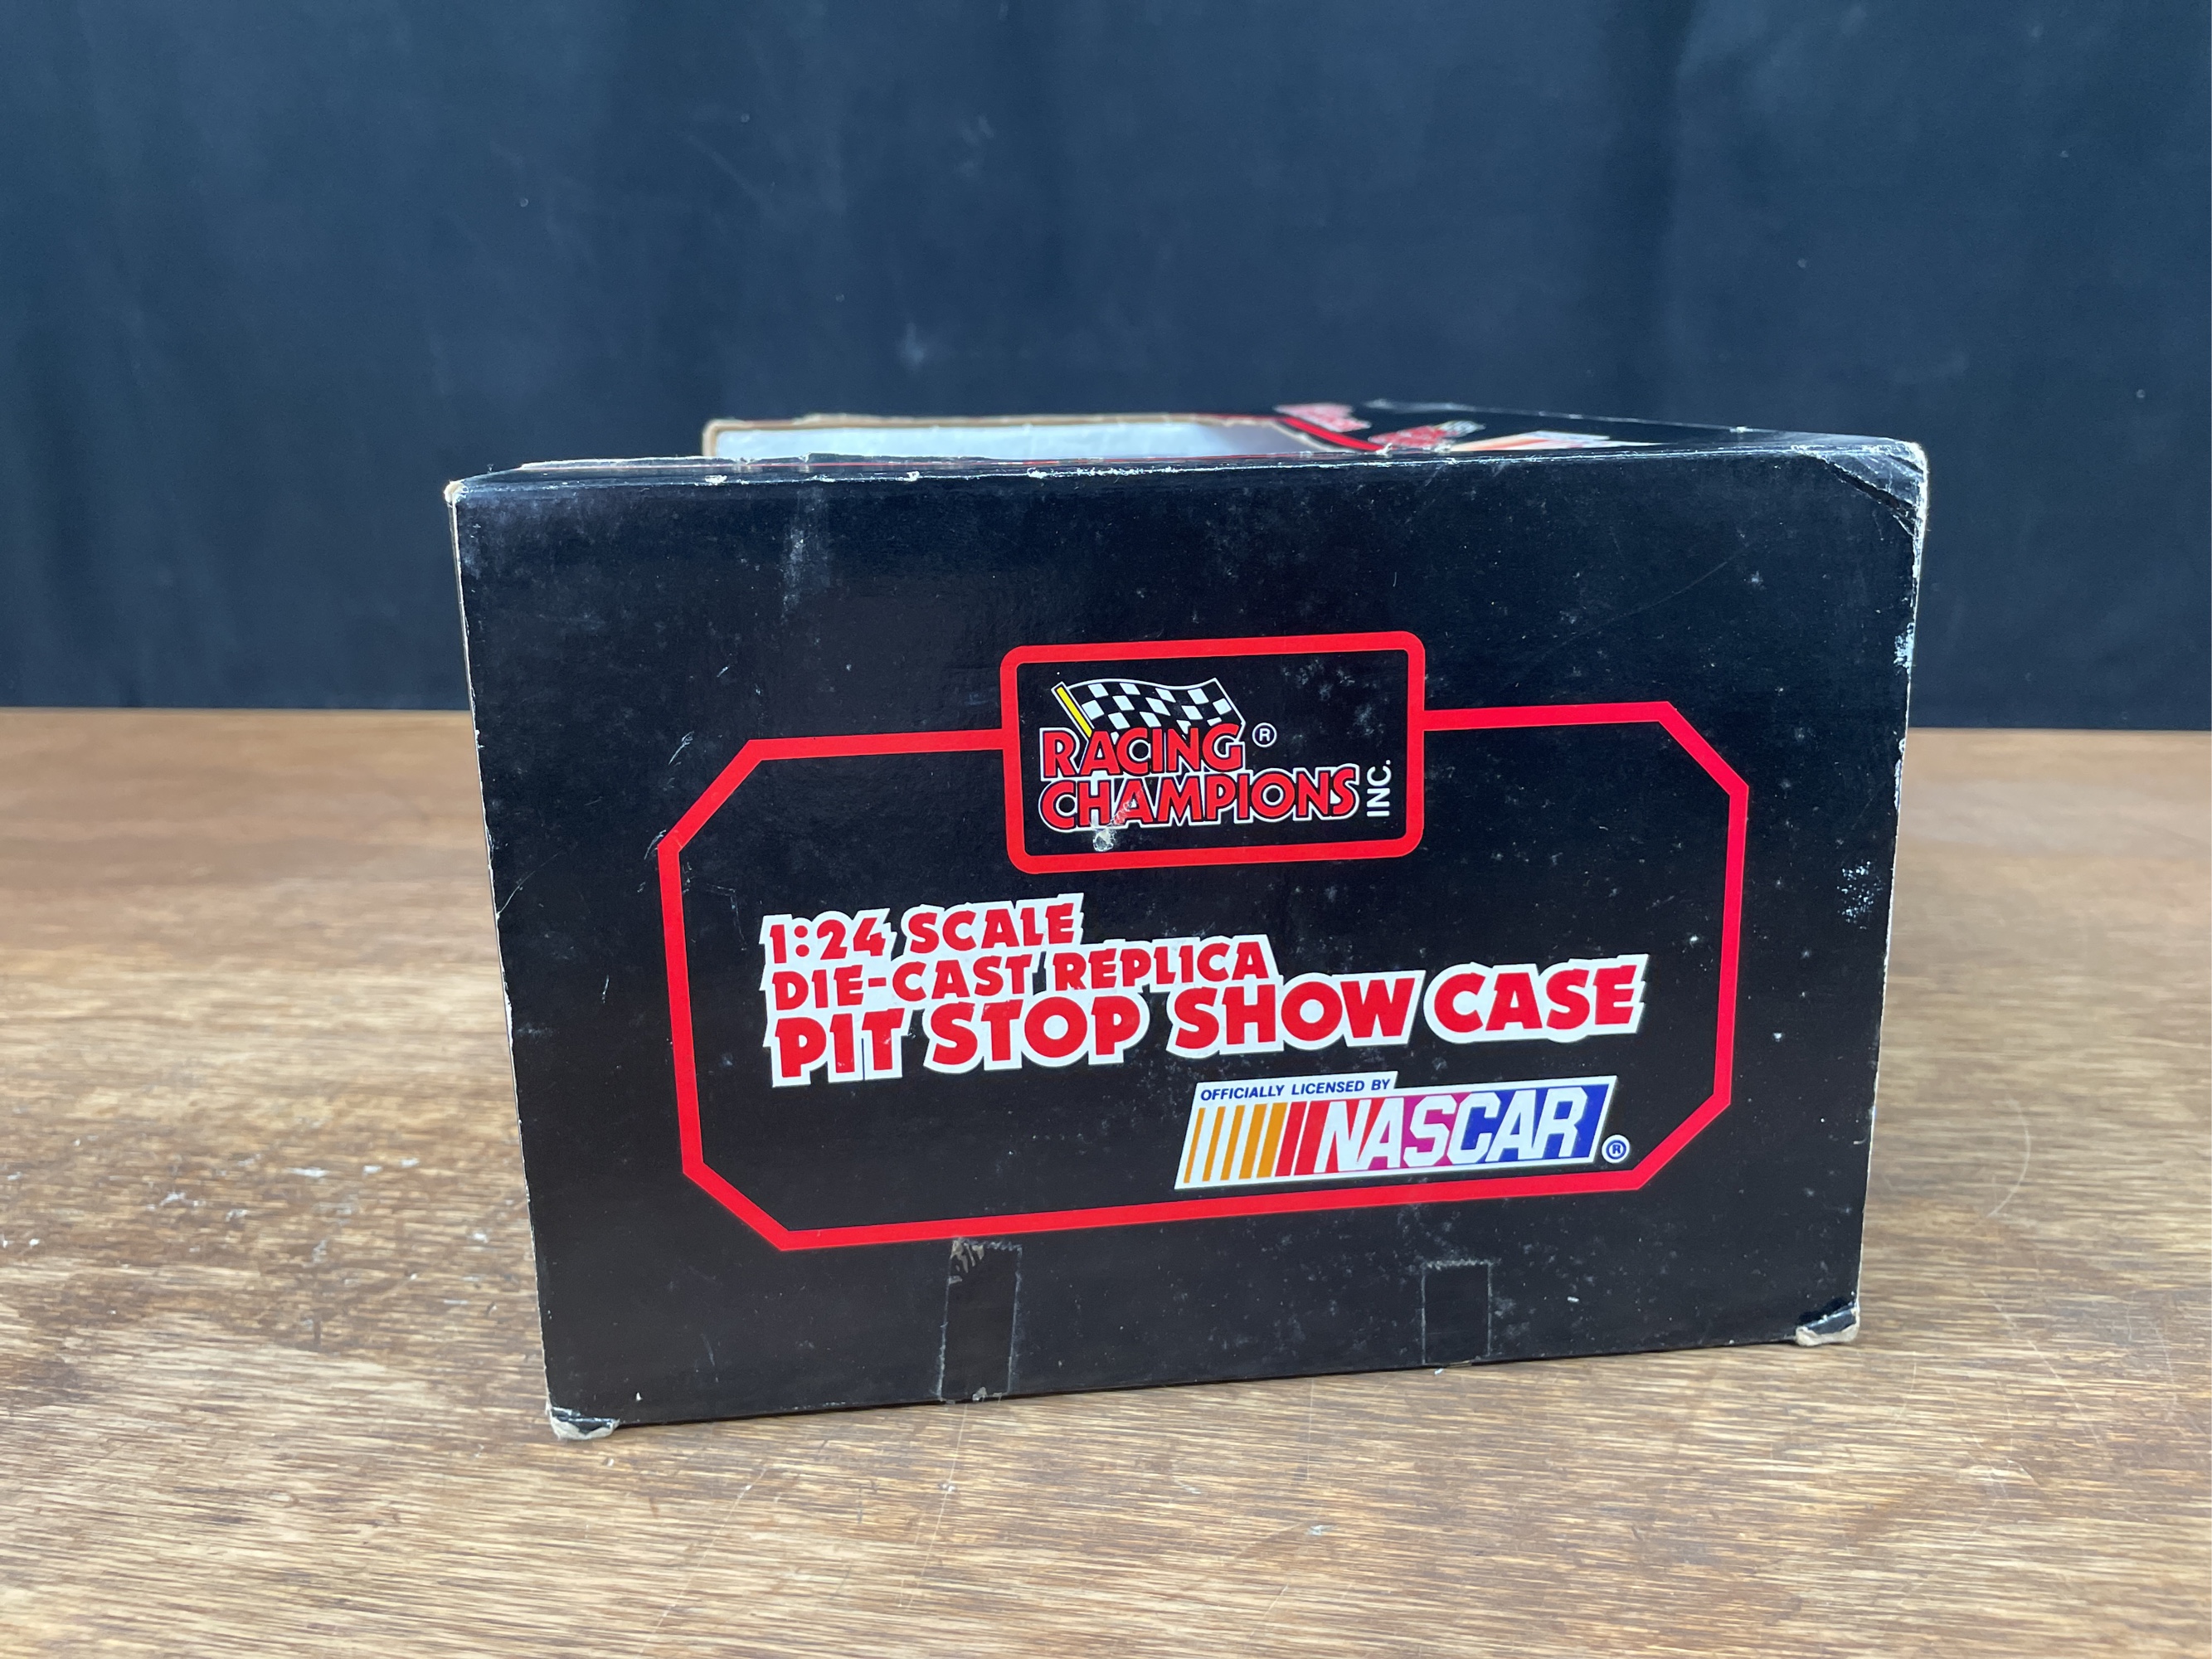 RACING ®
CHAMPIONS INC.
1:24 SCALE
DIE-CAST REPLICA
PIT STOP SHOW CASE
OFFICIALLY LICENSED BY
NASCAR ®